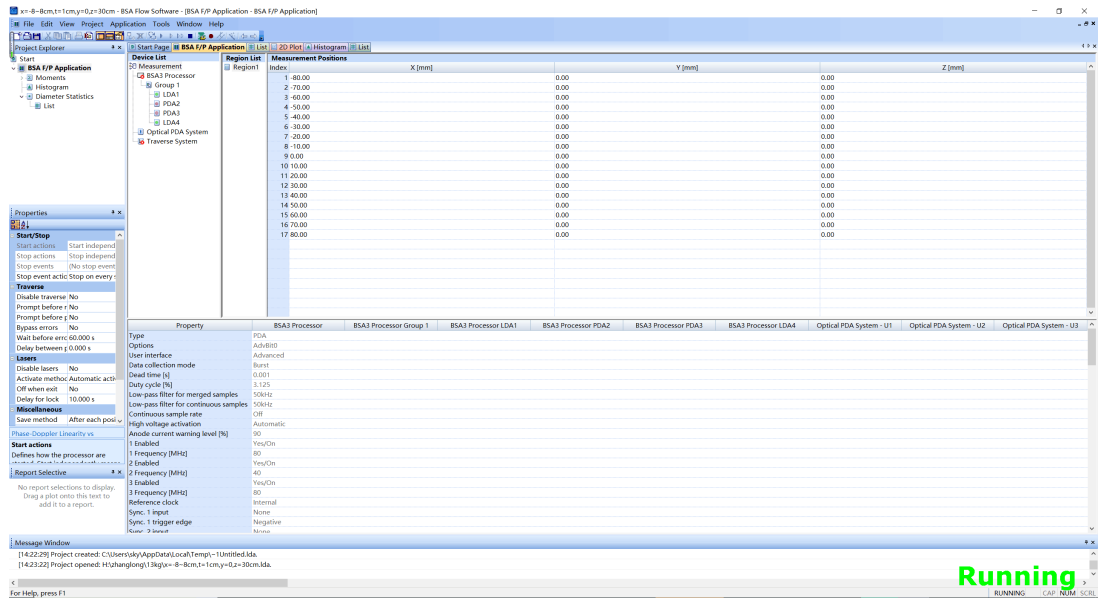 x=-8~8cm,t=1cm,y=0,z=30cm - BSA Flow Software - [BSA F/P Application - BSA F/P Application]
File Edit View Project Application Tools Window Help
Project Explorer
Start
BSA F/P Application
Moments
Histogram
Diameter Statistics
List
Start Page BSA F/P Application List 2D Plot Histogram List
Device List
Measurement
BSA3 Processor
Group 1
LDA1
PDA2
PDA3
LDA4
Optical PDA System
Traverse System
Region List
Region1
Measurement Positions
Index X [mm] Y [mm] Z [mm]
1 -80.00 0.00 0.00
2 -70.00 0.00 0.00
3 -60.00 0.00 0.00
4 -50.00 0.00 0.00
5 -40.00 0.00 0.00
6 -30.00 0.00 0.00
7 -20.00 0.00 0.00
8 -10.00 0.00 0.00
9 0.00 0.00 0.00
10 10.00 0.00 0.00
11 20.00 0.00 0.00
12 30.00 0.00 0.00
13 40.00 0.00 0.00
14 50.00 0.00 0.00
15 60.00 0.00 0.00
16 70.00 0.00 0.00
17 80.00 0.00 0.00
Properties
Start/Stop
Start actions Start independ
Stop actions Stop independ
Stop events (No stop event
Stop event actic Stop on every s
Traverse
Disable traverse No
Prompt before r No
Prompt before p No
Bypass errors No
Wait before erro 60.000 s
Delay between p 0.000 s
Lasers
Disable lasers No
Activate method Automatic activ
Off when exit No
Delay for lock 10.000 s
Miscellaneous
Save method After each posi
Phase-Doppler Linearity vs
Start actions
Defines how the processor are
Report Selective
No report selections to display.
Drag a plot onto this text to
add it to a report.
Property BSA3 Processor BSA3 Processor Group 1 BSA3 Processor LDA1 BSA3 Processor PDA2 BSA3 Processor PDA3 BSA3 Processor LDA4 Optical PDA System - U1 Optical PDA System - U2 Optical PDA System - U3
Type PDA
Options AdvBit0
User interface Advanced
Data collection mode Burst
Dead time [s] 0.001
Duty cycle [%] 3.125
Low-pass filter for merged samples 50kHz
Low-pass filter for continuous samples 50kHz
Continuous sample rate Off
High voltage activation Automatic
Anode current warning level [%] 90
1 Enabled Yes/On
1 Frequency [MHz] 80
2 Enabled Yes/On
2 Frequency [MHz] 40
3 Enabled Yes/On
3 Frequency [MHz] 80
Reference clock Internal
Sync. 1 input None
Sync. 1 trigger edge Negative
Sync. 2 input None
Message Window
[14:22:29] Project created: C:\Users\sky\AppData\Local\Temp\~1Untitled.lda.
[14:23:22] Project opened: H:\zhanglong\13kg\x=-8~8cm,t=1cm,y=0,z=30cm.lda.
Running
For Help, press F1
RUNNING CAP NUM SCRL